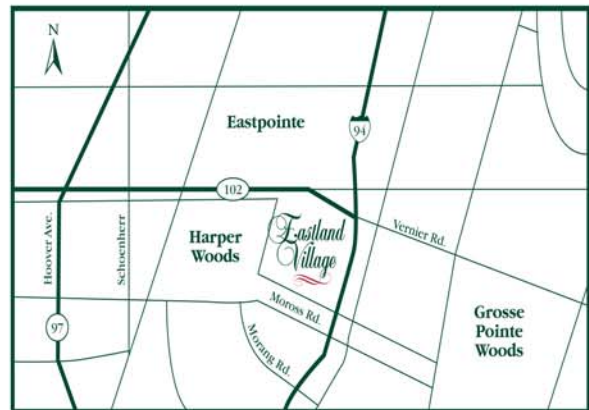 N
Eastpointe
94
102
Hoover Ave.
Schoenherr
Harper
Woods
Eastland
Village
Vernier Rd.
Moross Rd.
Morang Rd.
97
Grosse
Pointe
Woods